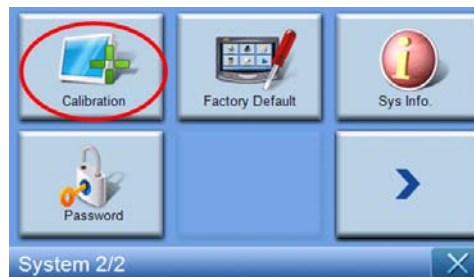 Calibration
Factory Default
Sys Info.
Password
System 2/2